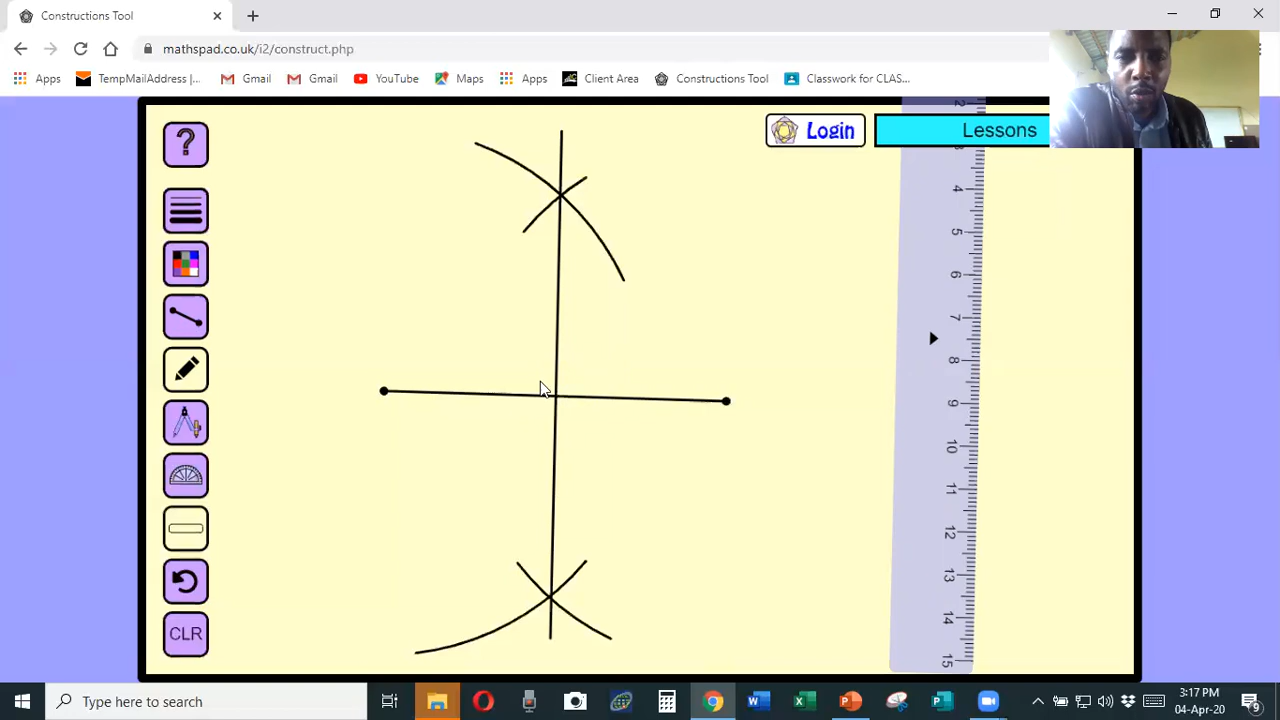 Constructions Tool
mathspad.co.uk/i2/construct.php
Apps
TempMailAddress |...
Gmail
Gmail
YouTube
Maps
Apps
Client Area
Constructions Tool
Classwork for CLAS...
?
Login
Lessons
CLR
2
4
5
6
7
8
9
10
11
12
13
14
15
Type here to search
3:17 PM
04-Apr-20
9